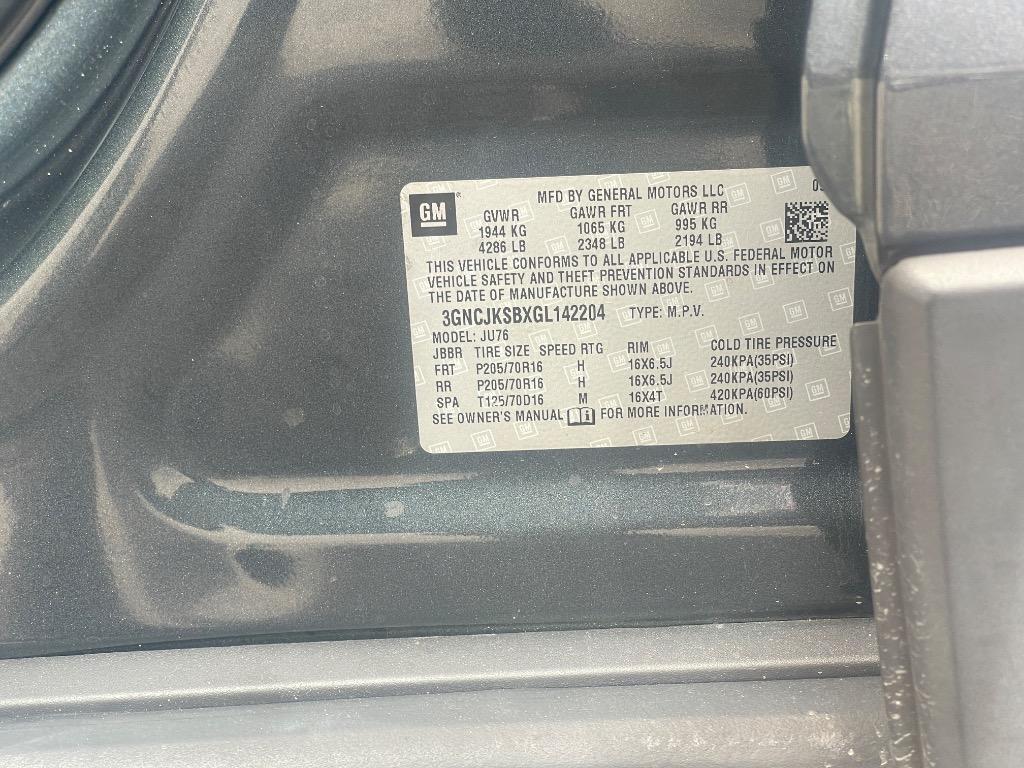 GM
MFD BY GENERAL MOTORS LLC
GVWR GAWR FRT GAWR RR
1944 KG 1065 KG 995 KG
4286 LB 2348 LB 2194 LB
THIS VEHICLE CONFORMS TO ALL APPLICABLE U.S. FEDERAL MOTOR
VEHICLE SAFETY AND THEFT PREVENTION STANDARDS IN EFFECT ON
THE DATE OF MANUFACTURE SHOWN ABOVE.
3GNCJKSBXGL142204 TYPE: M.P.V.
MODEL: JU76
JBBR TIRE SIZE SPEED RTG RIM COLD TIRE PRESSURE
FRT P205/70R16 H 16X6.5J 240KPA(35PSI)
RR P205/70R16 H 16X6.5J 240KPA(35PSI)
SPA T125/70D16 M 16X4T 420KPA(60PSI)
SEE OWNER'S MANUAL FOR MORE INFORMATION.